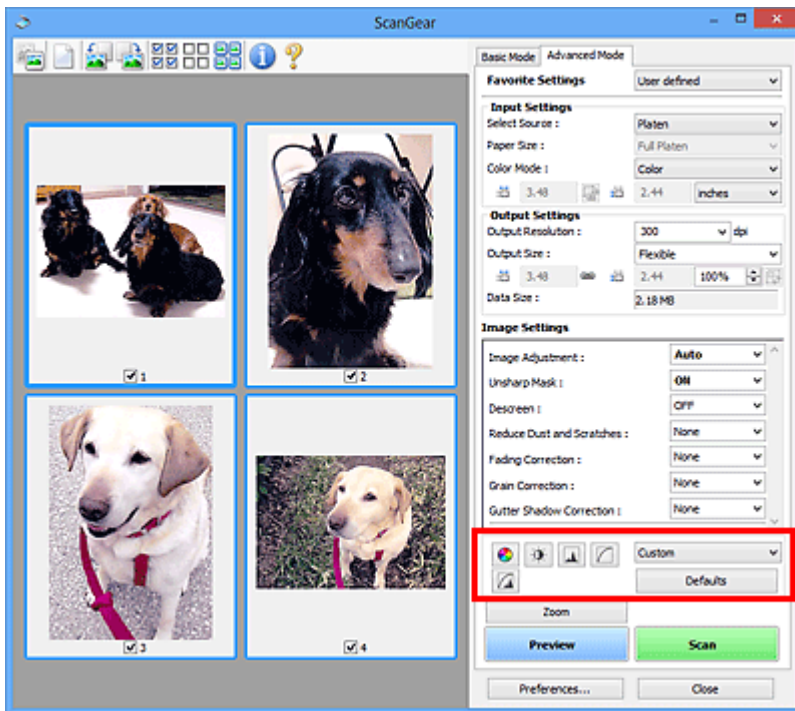 ScanGear
Basic Mode Advanced Mode
Favorite Settings User defined
Input Settings
Select Source : Platen
Paper Size : Full Platen
Color Mode : Color
3.48 2.44 inches
Output Settings
Output Resolution : 300 dpi
Output Size : Flexible
3.48 2.44 100%
Data Size : 2.18 MB
Image Settings
Image Adjustment : Auto
Unsharp Mask : ON
Descreen : OFF
Reduce Dust and Scratches : None
Fading Correction : None
Grain Correction : None
Gutter Shadow Correction : None
Custom
Defaults
Zoom
Preview Scan
Preferences... Close
1
2
3
4